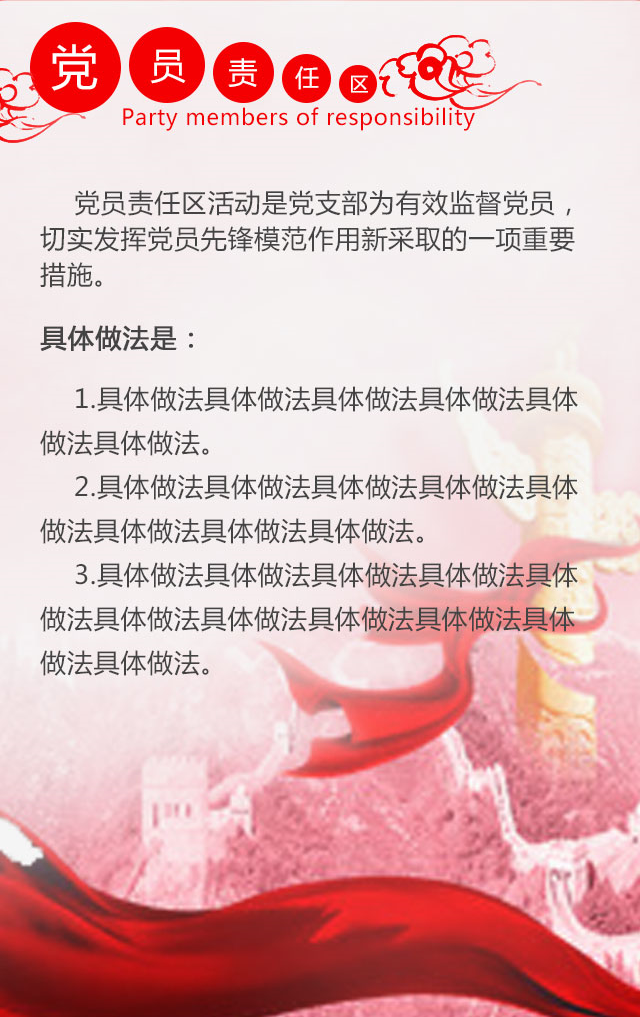 党员责任区
Party members of responsibility
党员责任区活动是党支部为有效监督党员，
切实发挥党员先锋模范作用新采取的一项重要
措施。
具体做法是：
1.具体做法具体做法具体做法具体做法具体
做法具体做法。
2.具体做法具体做法具体做法具体做法具体
做法具体做法具体做法具体做法。
3.具体做法具体做法具体做法具体做法具体
做法具体做法具体做法具体做法具体做法具体
做法具体做法。